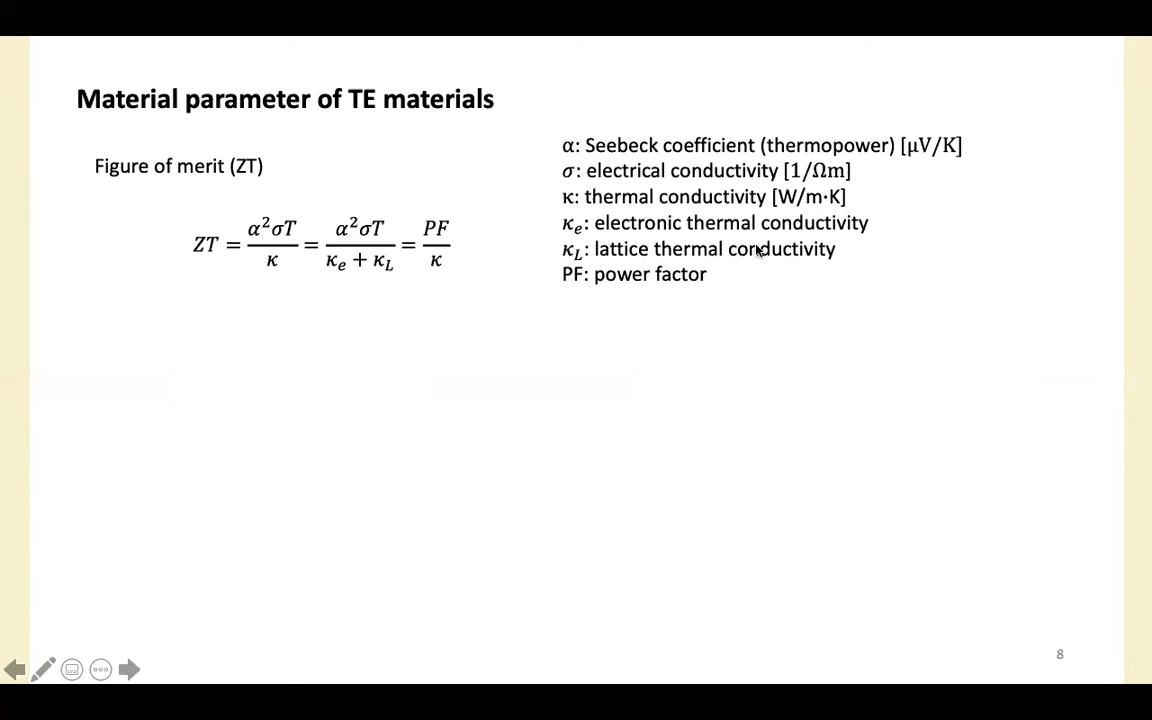 Material parameter of TE materials
Figure of merit (ZT)
ZT = α²σT / κ = α²σT / (κₑ + κ_L) = PF / κ
α: Seebeck coefficient (thermopower) [μV/K]
σ: electrical conductivity [1/Ωm]
κ: thermal conductivity [W/m·K]
κₑ: electronic thermal conductivity
κ_L: lattice thermal conductivity
PF: power factor
8